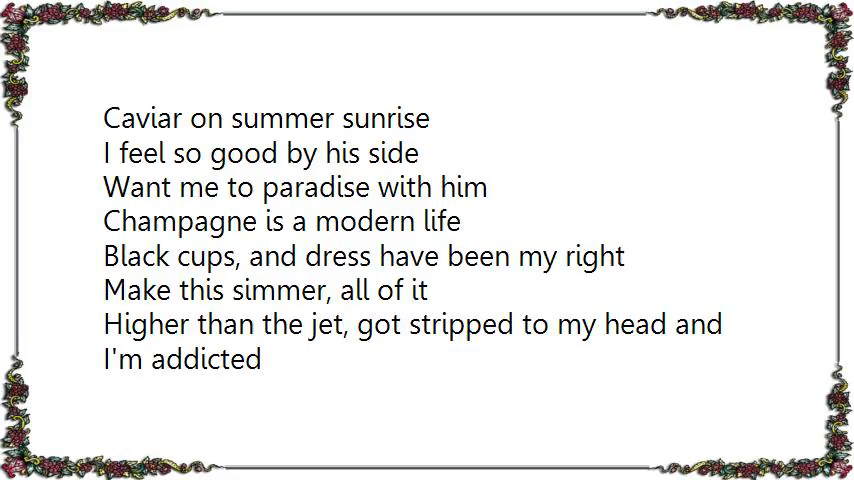 Caviar on summer sunrise
I feel so good by his side
Want me to paradise with him
Champagne is a modern life
Black cups, and dress have been my right
Make this simmer, all of it
Higher than the jet, got stripped to my head and
I'm addicted